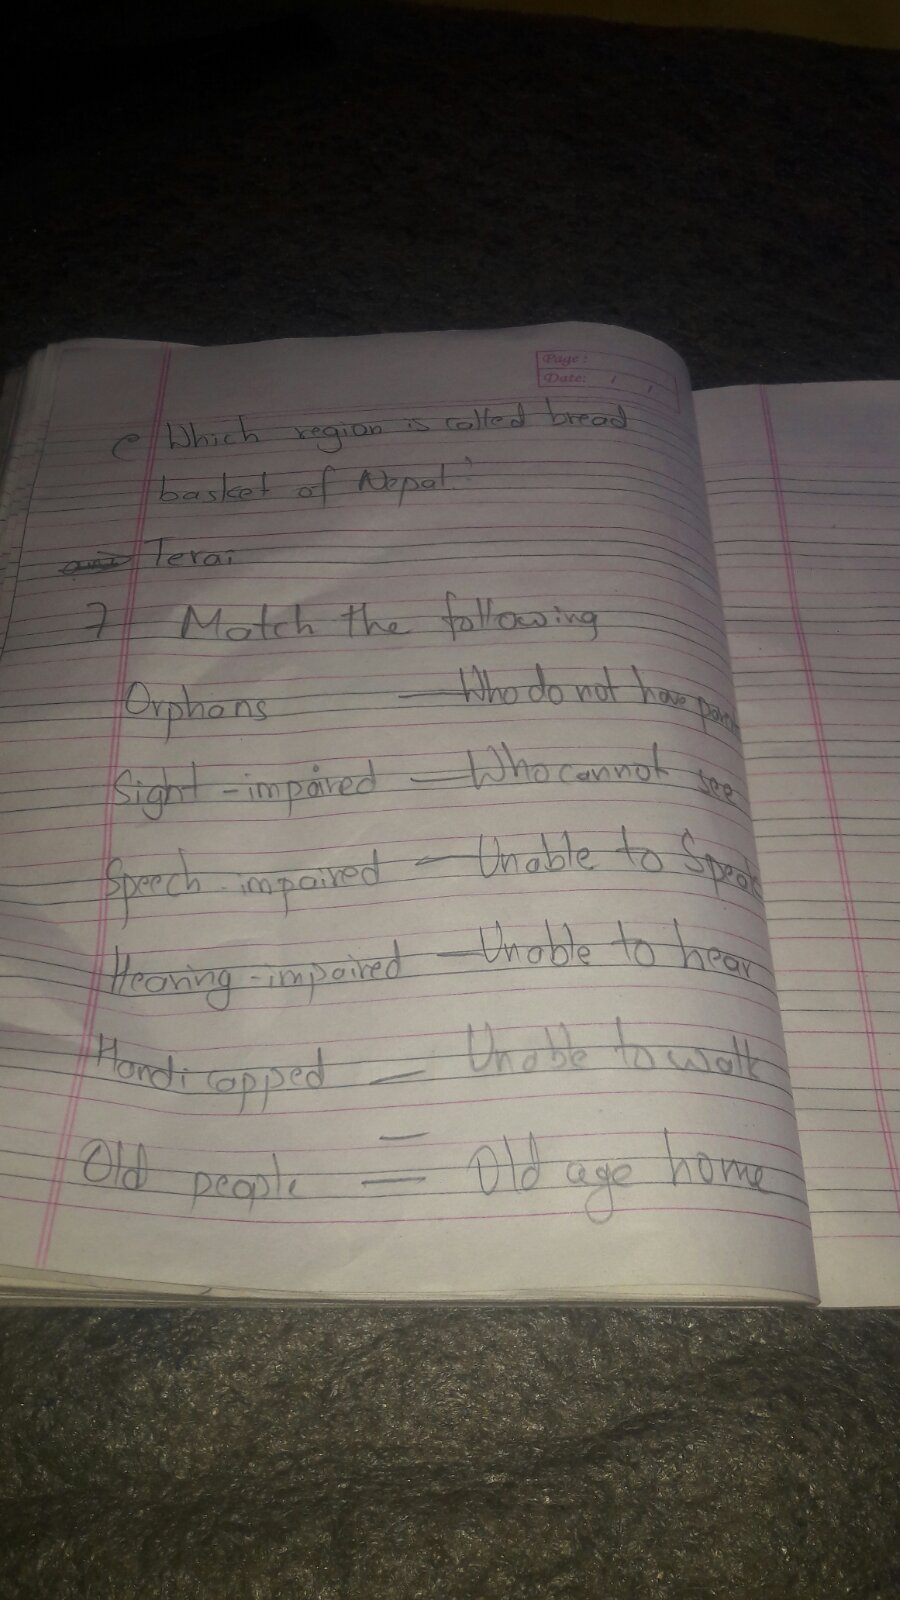 Page:
Date: / /
c Which region is called bread
basket of Nepal?
Terai
7 Match the following
Orphans — Who do not have paren
Sight-impaired — Who cannot see
Speech-impaired — Unable to Speak
Hearing-impaired — Unable to hear
Handicapped — Unable to walk
Old people — Old age home